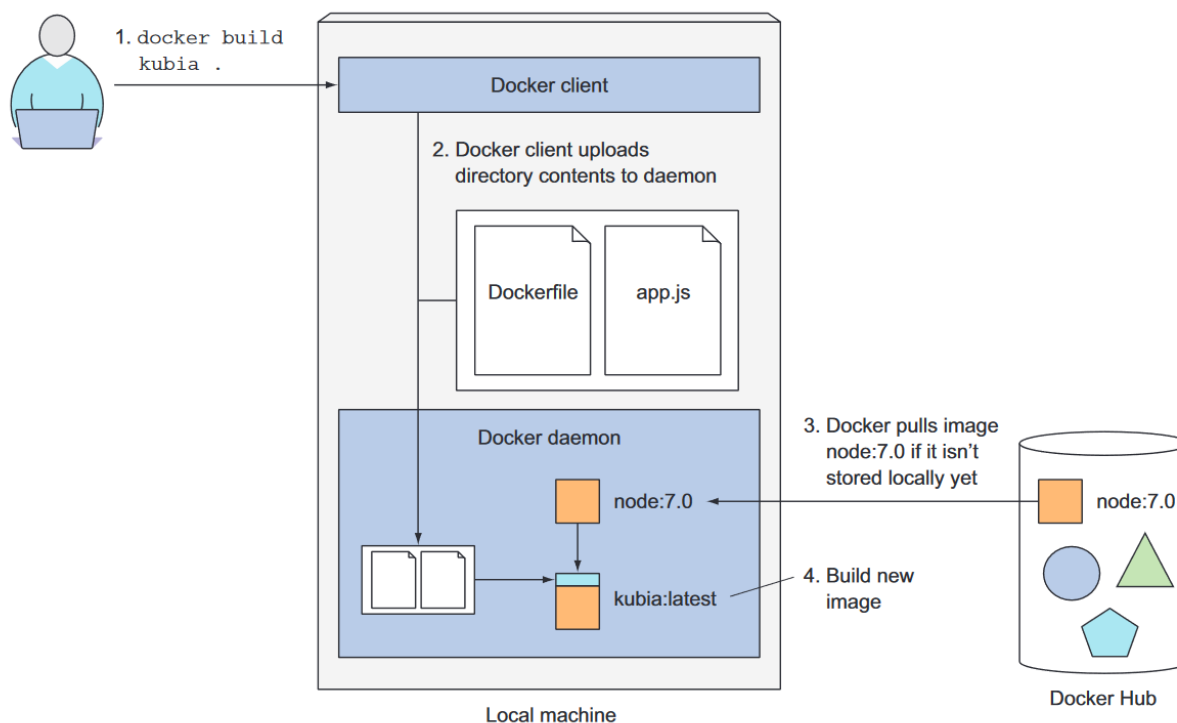 1. docker build
kubia .
Docker client
2. Docker client uploads
directory contents to daemon
Dockerfile
app.js
Docker daemon
node:7.0
kubia:latest
3. Docker pulls image
node:7.0 if it isn't
stored locally yet
4. Build new
image
node:7.0
Docker Hub
Local machine